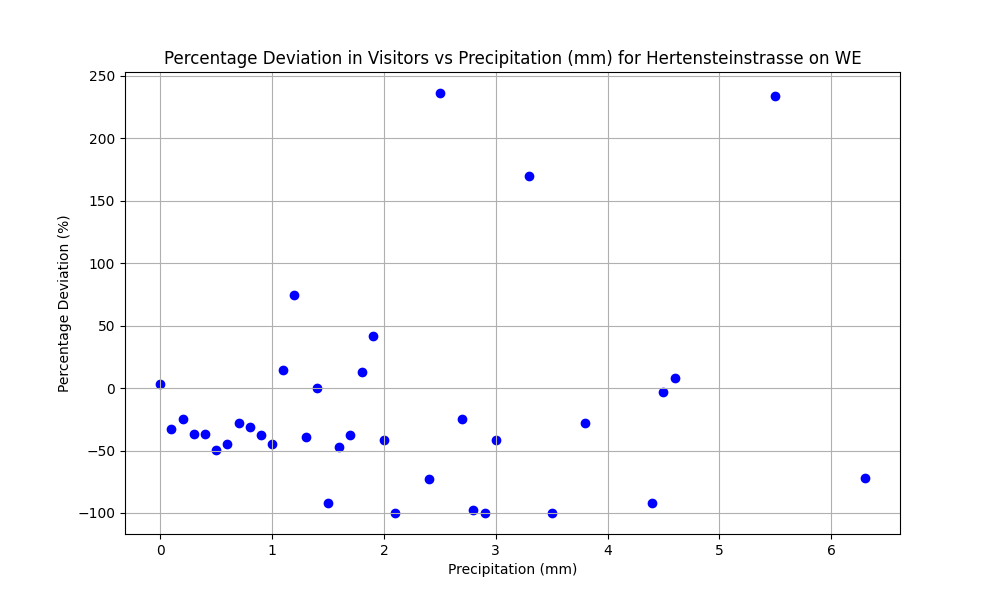 Percentage Deviation in Visitors vs Precipitation (mm) for Hertensteinstrasse on WE
250
200
150
100
50
0
−50
−100
Percentage Deviation (%)
0 1 2 3 4 5 6
Precipitation (mm)